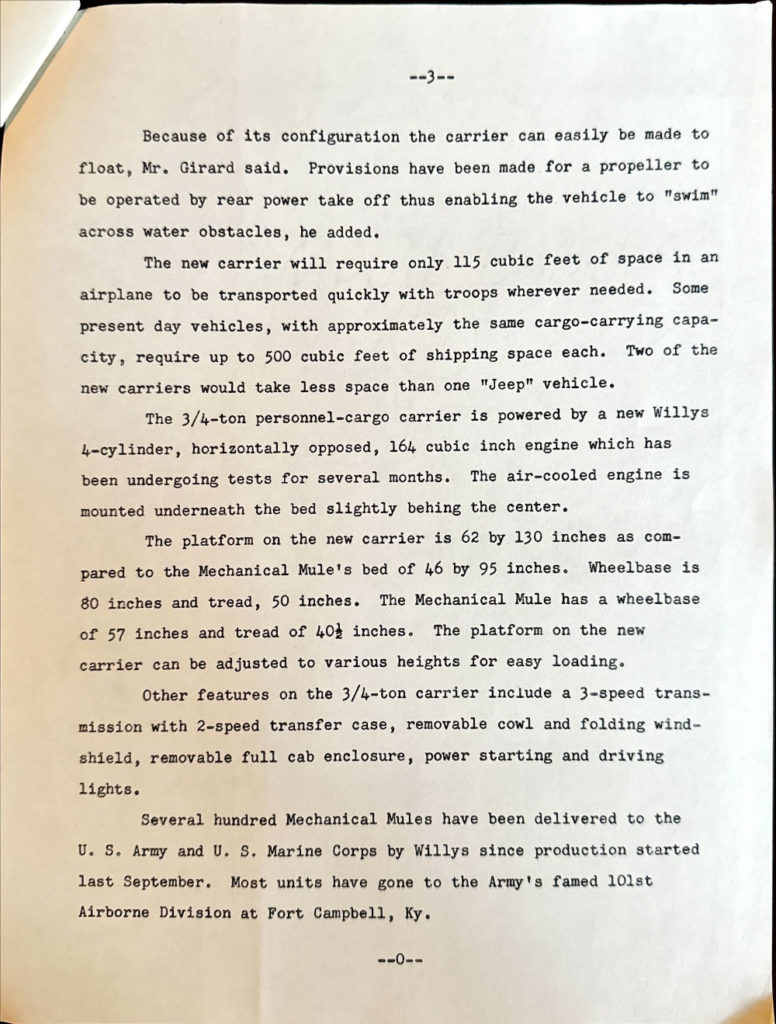 --3--
Because of its configuration the carrier can easily be made to
float, Mr. Girard said.  Provisions have been made for a propeller to
be operated by rear power take off thus enabling the vehicle to "swim"
across water obstacles, he added.
The new carrier will require only 115 cubic feet of space in an
airplane to be transported quickly with troops wherever needed.  Some
present day vehicles, with approximately the same cargo-carrying capa-
city, require up to 500 cubic feet of shipping space each.  Two of the
new carriers would take less space than one "Jeep" vehicle.
The 3/4-ton personnel-cargo carrier is powered by a new Willys
4-cylinder, horizontally opposed, 164 cubic inch engine which has
been undergoing tests for several months.  The air-cooled engine is
mounted underneath the bed slightly behing the center.
The platform on the new carrier is 62 by 130 inches as com-
pared to the Mechanical Mule's bed of 46 by 95 inches.  Wheelbase is
80 inches and tread, 50 inches.  The Mechanical Mule has a wheelbase
of 57 inches and tread of 40½ inches.  The platform on the new
carrier can be adjusted to various heights for easy loading.
Other features on the 3/4-ton carrier include a 3-speed trans-
mission with 2-speed transfer case, removable cowl and folding wind-
shield, removable full cab enclosure, power starting and driving
lights.
Several hundred Mechanical Mules have been delivered to the
U. S. Army and U. S. Marine Corps by Willys since production started
last September.  Most units have gone to the Army's famed 101st
Airborne Division at Fort Campbell, Ky.
--0--